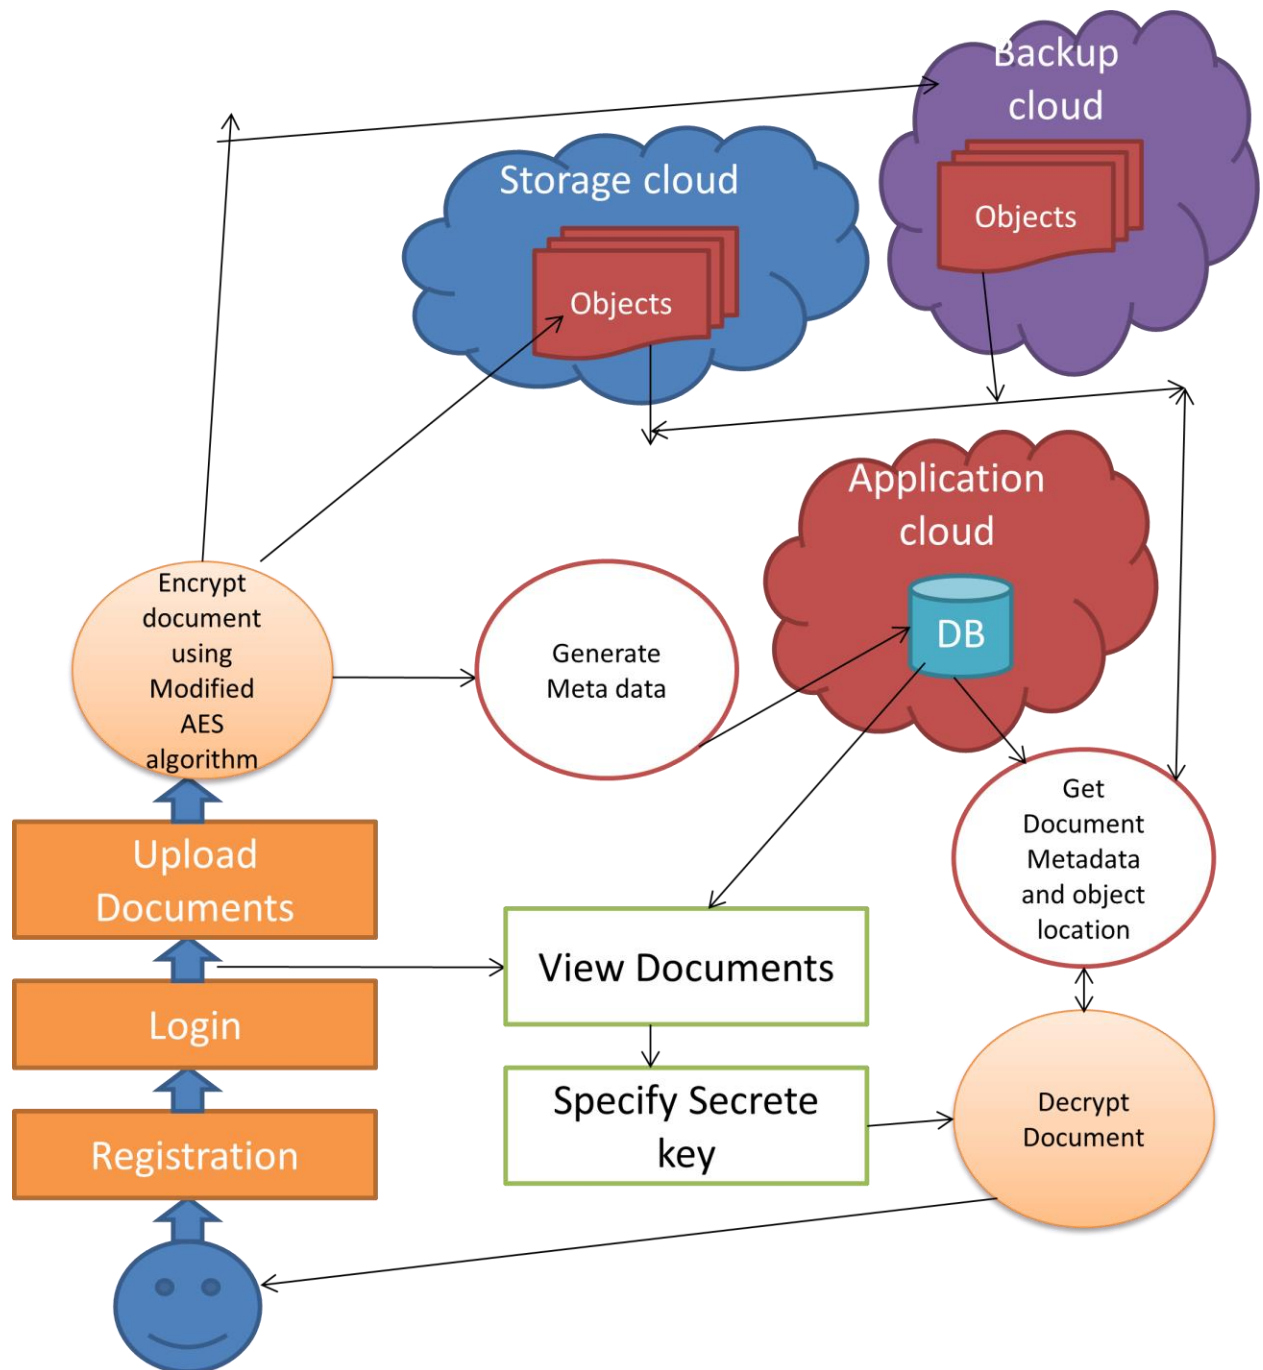 Backup
cloud
Objects
Storage cloud
Objects
Application
cloud
DB
Encrypt
document
using
Modified
AES
algorithm
Generate
Meta data
Get
Document
Metadata
and object
location
Upload
Documents
View Documents
Login
Specify Secrete
key
Decrypt
Document
Registration